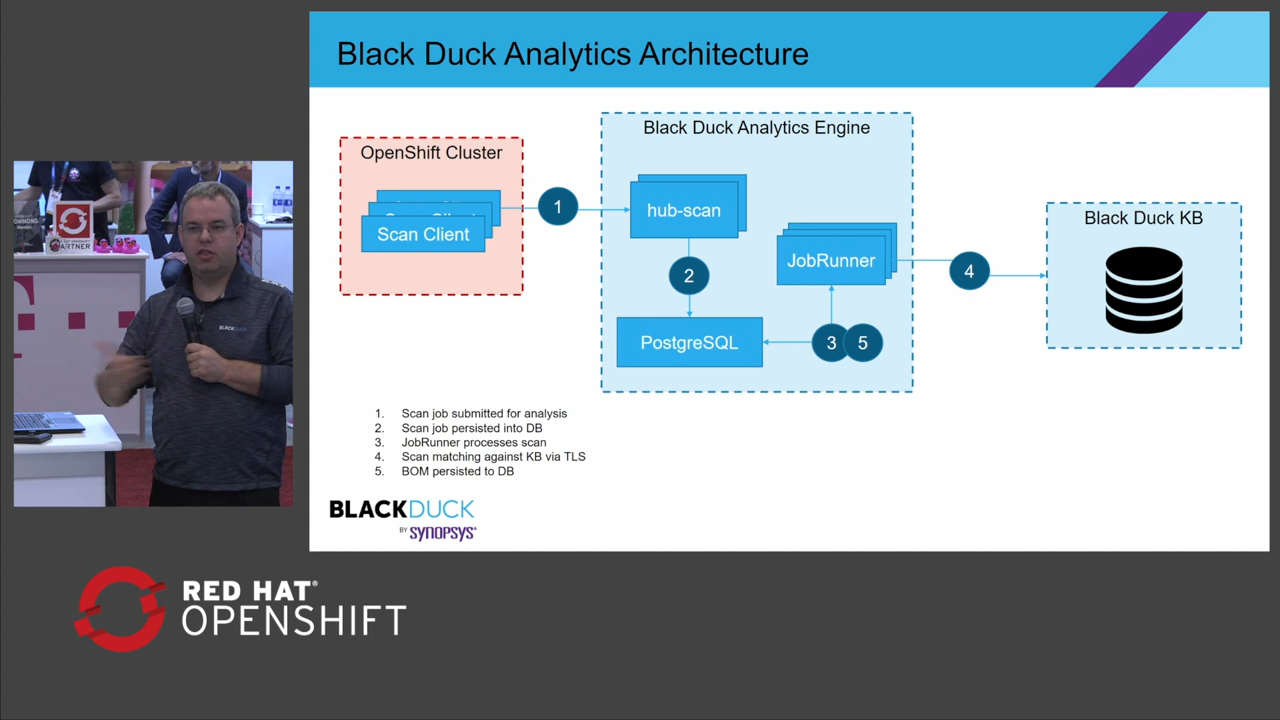 Black Duck Analytics Architecture
OpenShift Cluster
Scan Client
1
Black Duck Analytics Engine
hub-scan
2
PostgreSQL
JobRunner
3
5
4
Black Duck KB
1. Scan job submitted for analysis
2. Scan job persisted into DB
3. JobRunner processes scan
4. Scan matching against KB via TLS
5. BOM persisted to DB
BLACKDUCK
BY SYNOPSYS®
BLACKDUCK
PARTNER
RED HAT®
OPENSHIFT